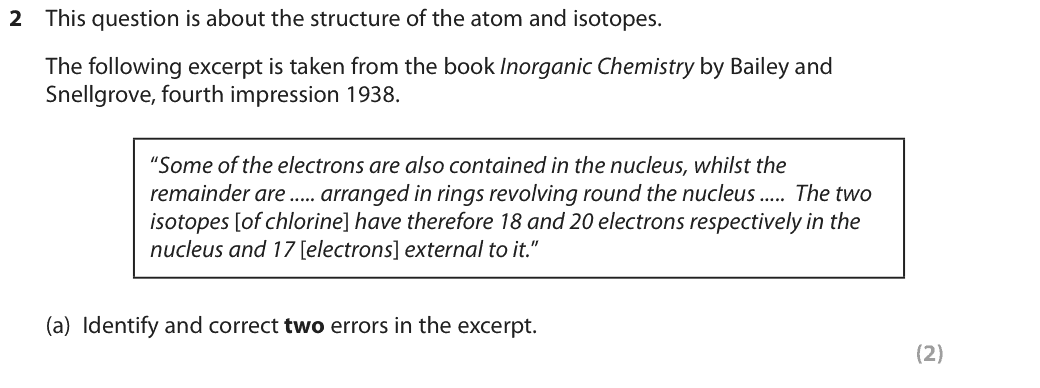 2 This question is about the structure of the atom and isotopes.
The following excerpt is taken from the book Inorganic Chemistry by Bailey and
Snellgrove, fourth impression 1938.
“Some of the electrons are also contained in the nucleus, whilst the
remainder are ..... arranged in rings revolving round the nucleus ..... The two
isotopes [of chlorine] have therefore 18 and 20 electrons respectively in the
nucleus and 17 [electrons] external to it.”
(a) Identify and correct two errors in the excerpt.
(2)